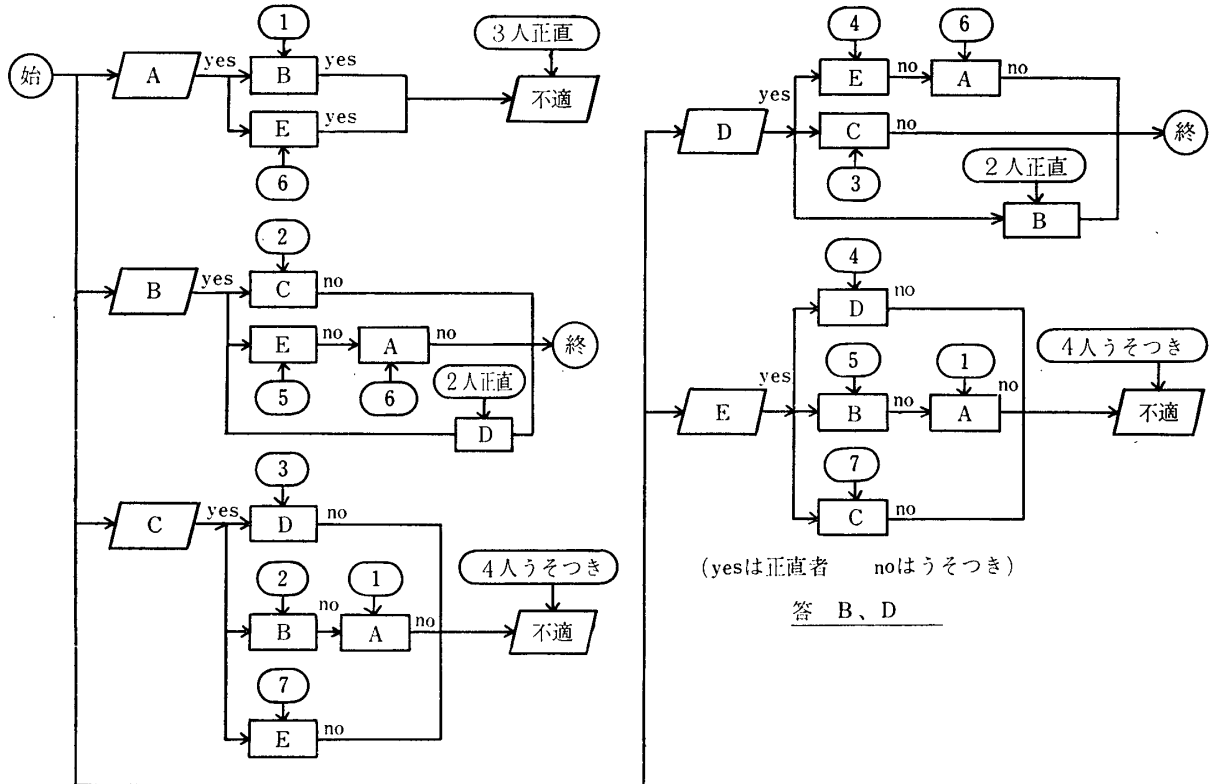 始
A yes
1
B yes
E yes
6
3人正直
不適
B yes
2
C no
E no A no
5
6
2人正直
D
終
C yes
3
D no
2
B no
1
A no
7
E no
4人うそつき
不適
D yes
4
E no
6
A no
C no
3
2人正直
B
終
E yes
4
D no
5
B no
1
A no
7
C no
4人うそつき
不適
(yesは正直者 noはうそつき)
答 B、D